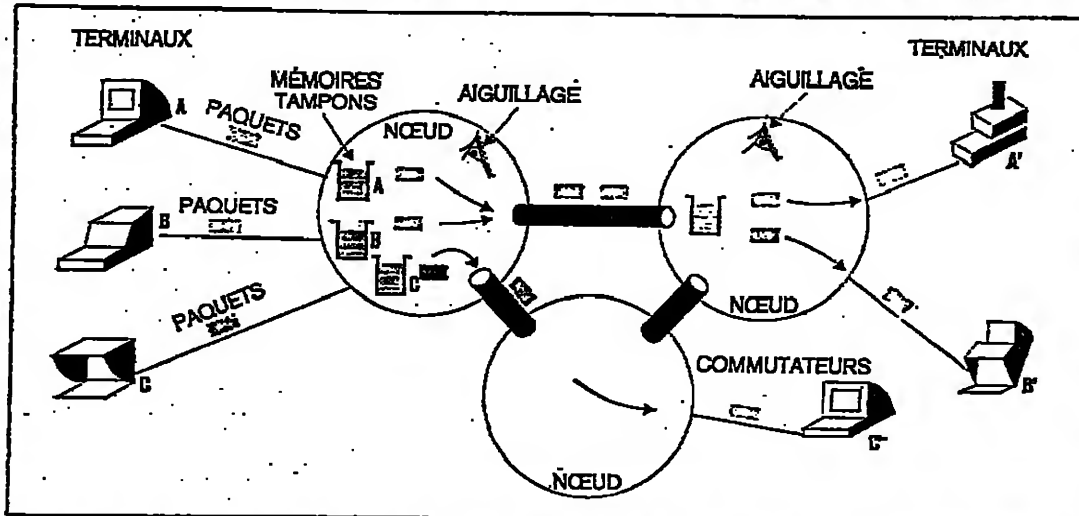 TERMINAUX
TERMINAUX
MÉMOIRES
TAMPONS
AIGUILLAGE
AIGUILLAGE
PAQUETS
A
NŒUD
A
A'
PAQUETS
B
B
C
NŒUD
PAQUETS
COMMUTATEURS
C
B'
C'
NŒUD